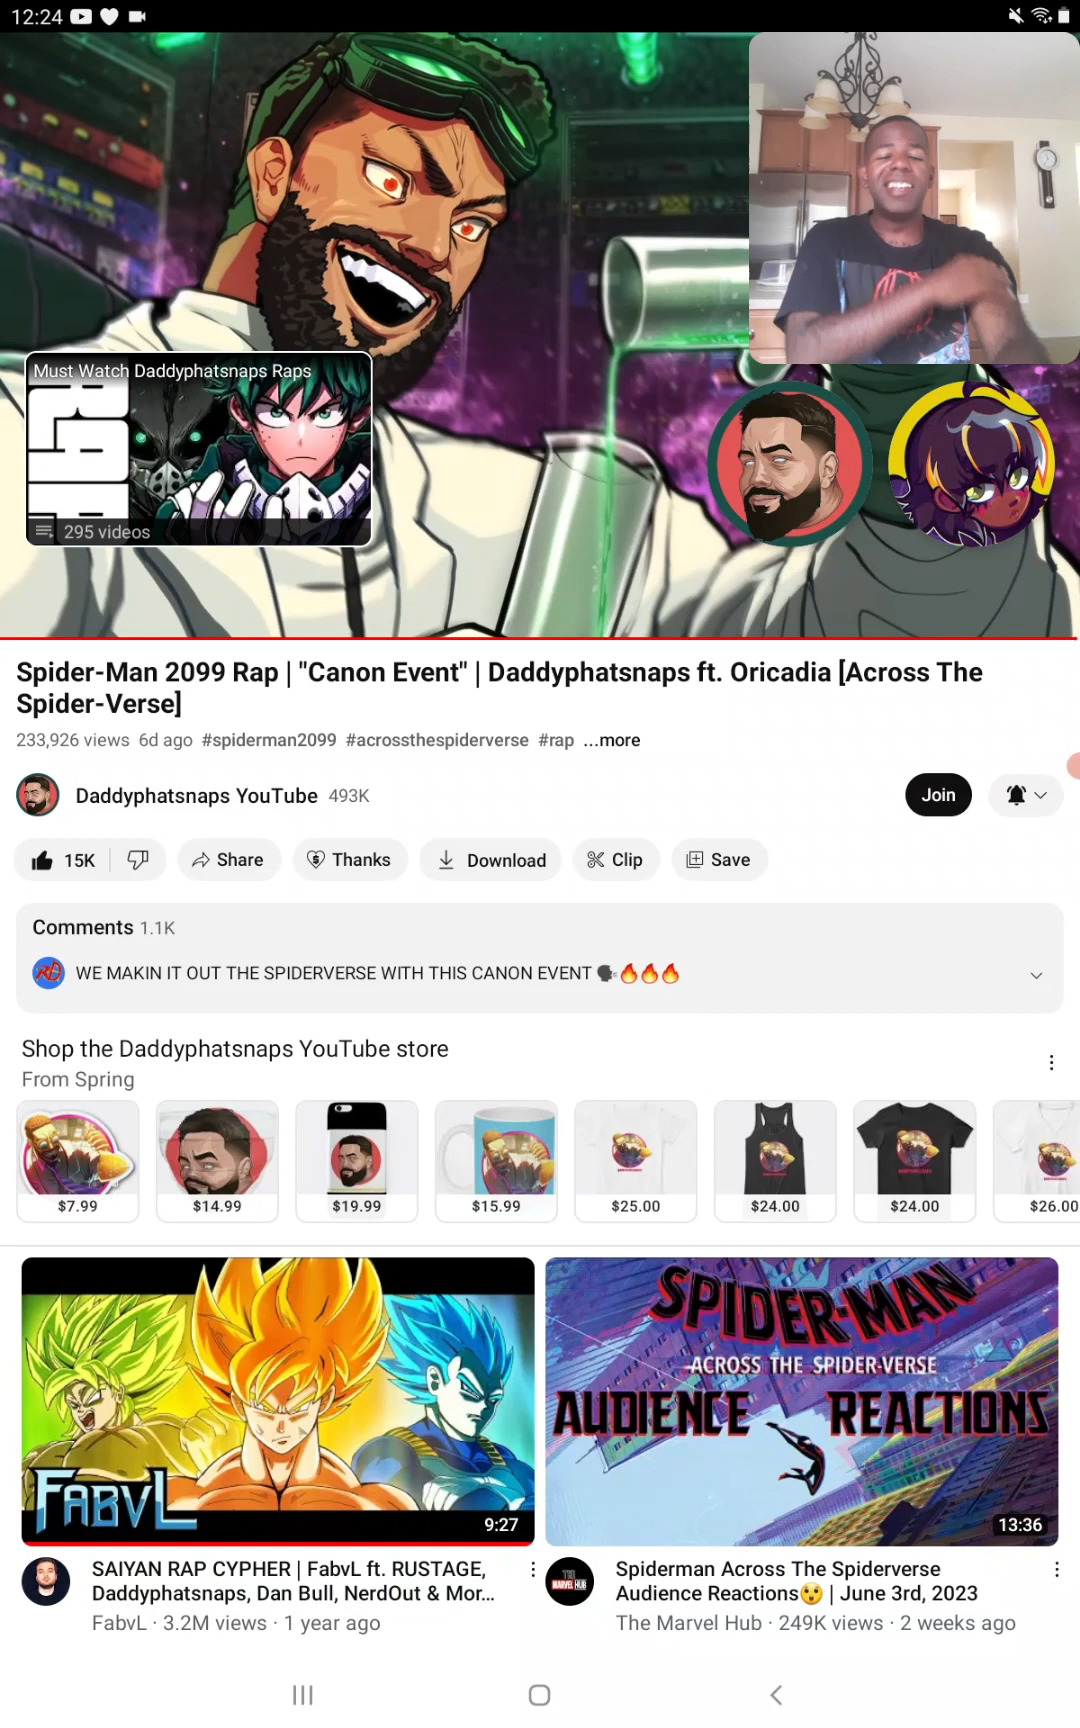 12:24
Must Watch Daddyphatsnaps Raps
295 videos
Spider-Man 2099 Rap | "Canon Event" | Daddyphatsnaps ft. Oricadia [Across The
Spider-Verse]
233,926 views 6d ago #spiderman2099 #acrossthespiderverse #rap ...more
Daddyphatsnaps YouTube 493K
Join
15K
Share
Thanks
Download
Clip
Save
Comments 1.1K
WE MAKIN IT OUT THE SPIDERVERSE WITH THIS CANON EVENT 🗣️🔥🔥🔥
Shop the Daddyphatsnaps YouTube store
From Spring
$7.99
$14.99
$19.99
$15.99
$25.00
$24.00
$24.00
$26.00
FABVL
9:27
SPIDER-MAN
ACROSS THE SPIDER-VERSE
AUDIENCE REACTIONS
13:36
SAIYAN RAP CYPHER | FabvL ft. RUSTAGE,
Daddyphatsnaps, Dan Bull, NerdOut & Mor...
FabvL · 3.2M views · 1 year ago
THE
MARVEL HUB
Spiderman Across The Spiderverse
Audience Reactions😲 | June 3rd, 2023
The Marvel Hub · 249K views · 2 weeks ago